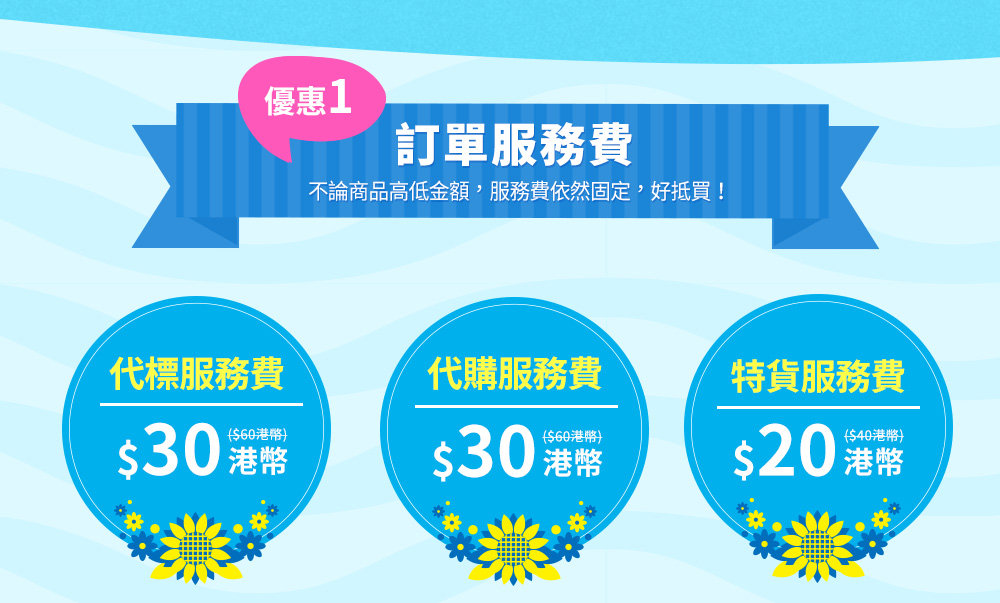 優惠1
訂單服務費
不論商品高低金額，服務費依然固定，好抵買！
代標服務費
$30 ($60港幣) 港幣
代購服務費
$30 ($60港幣) 港幣
特貨服務費
$20 ($40港幣) 港幣